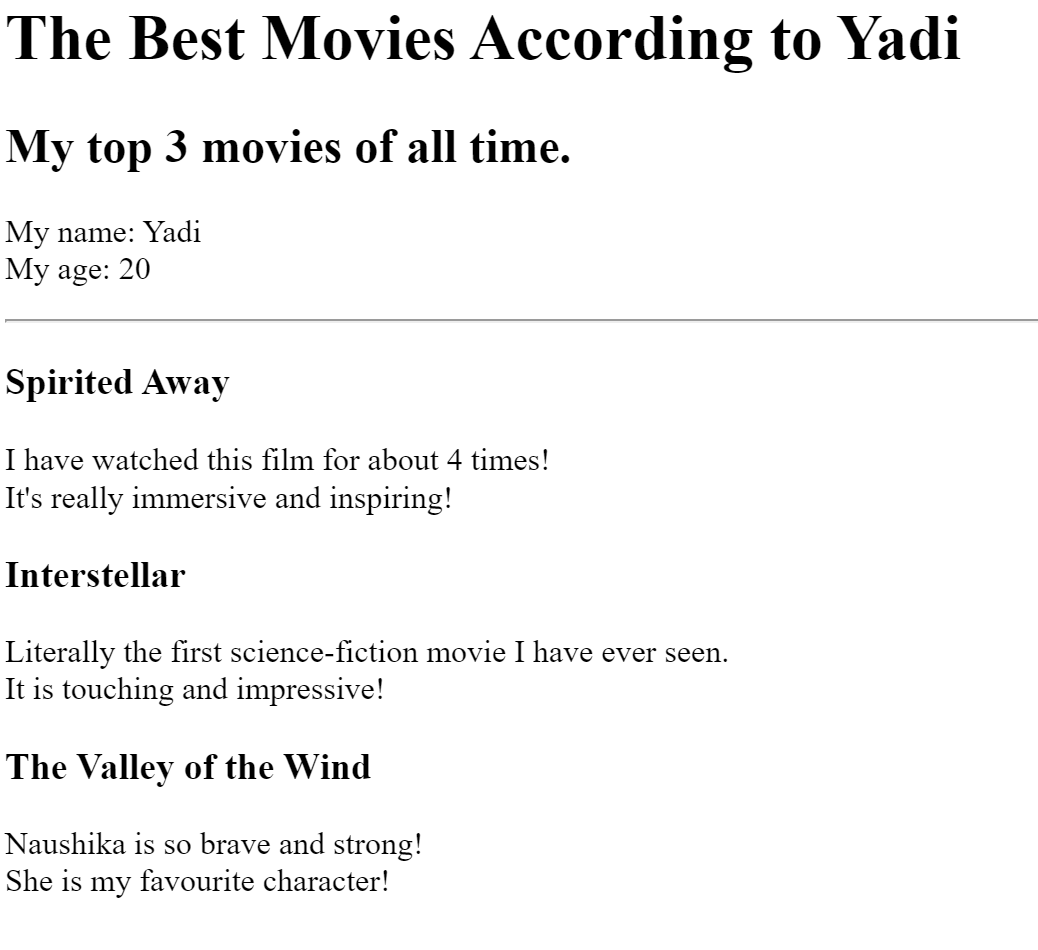 The Best Movies According to Yadi
My top 3 movies of all time.
My name: Yadi
My age: 20
Spirited Away
I have watched this film for about 4 times!
It's really immersive and inspiring!
Interstellar
Literally the first science-fiction movie I have ever seen.
It is touching and impressive!
The Valley of the Wind
Naushika is so brave and strong!
She is my favourite character!